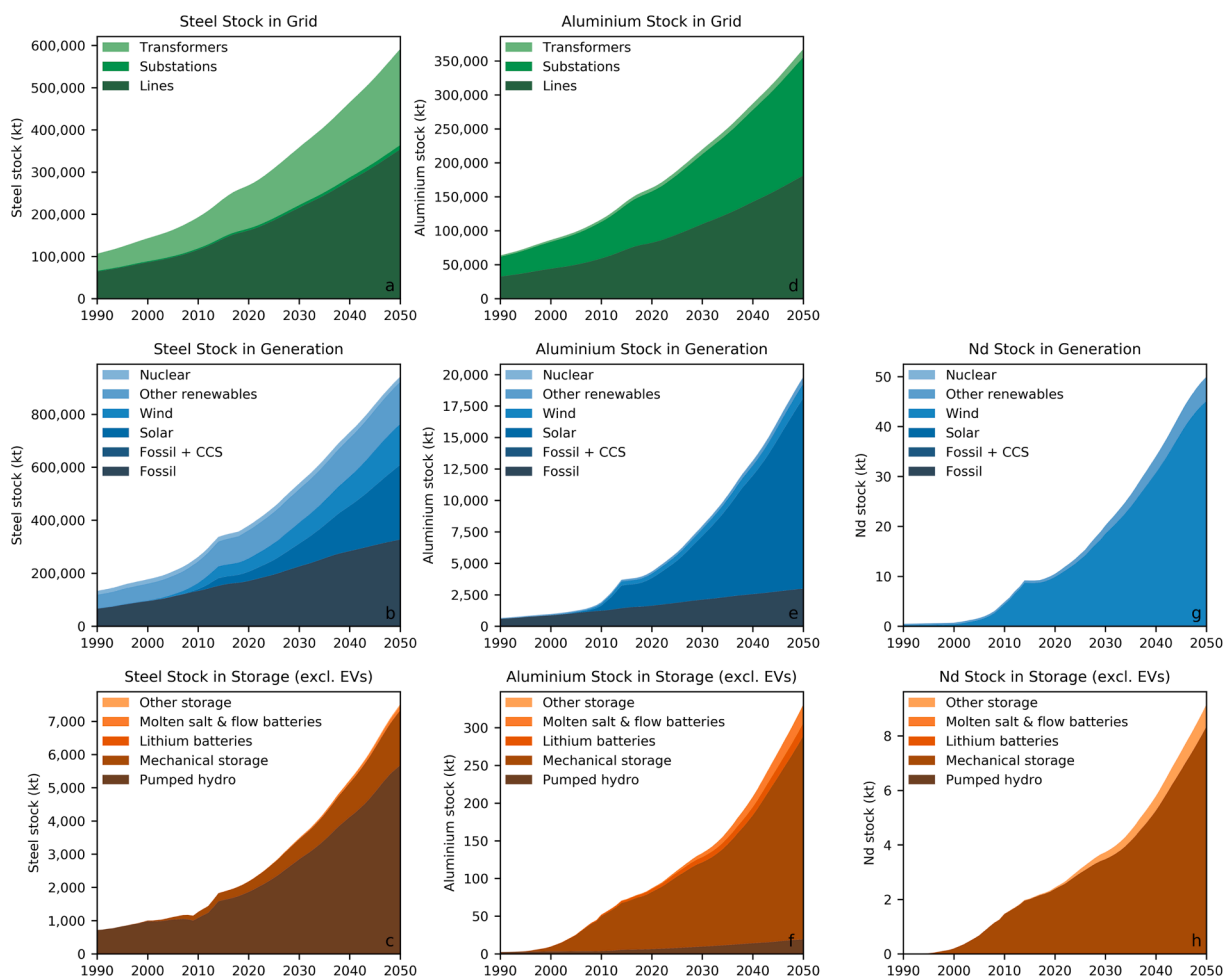 Steel Stock in Grid
Steel stock (kt)
600,000
500,000
400,000
300,000
200,000
100,000
0
Transformers
Substations
Lines
a
1990 2000 2010 2020 2030 2040 2050
Aluminium Stock in Grid
Aluminium stock (kt)
350,000
300,000
250,000
200,000
150,000
100,000
50,000
0
Transformers
Substations
Lines
d
1990 2000 2010 2020 2030 2040 2050
Steel Stock in Generation
Steel stock (kt)
800,000
600,000
400,000
200,000
0
Nuclear
Other renewables
Wind
Solar
Fossil + CCS
Fossil
b
1990 2000 2010 2020 2030 2040 2050
Aluminium Stock in Generation
Aluminium stock (kt)
20,000
17,500
15,000
12,500
10,000
7,500
5,000
2,500
0
Nuclear
Other renewables
Wind
Solar
Fossil + CCS
Fossil
e
1990 2000 2010 2020 2030 2040 2050
Nd Stock in Generation
Nd stock (kt)
50
40
30
20
10
0
Nuclear
Other renewables
Wind
Solar
Fossil + CCS
Fossil
g
1990 2000 2010 2020 2030 2040 2050
Steel Stock in Storage (excl. EVs)
Steel stock (kt)
7,000
6,000
5,000
4,000
3,000
2,000
1,000
0
Other storage
Molten salt & flow batteries
Lithium batteries
Mechanical storage
Pumped hydro
c
1990 2000 2010 2020 2030 2040 2050
Aluminium Stock in Storage (excl. EVs)
Aluminium stock (kt)
300
250
200
150
100
50
0
Other storage
Molten salt & flow batteries
Lithium batteries
Mechanical storage
Pumped hydro
f
1990 2000 2010 2020 2030 2040 2050
Nd Stock in Storage (excl. EVs)
Nd stock (kt)
8
6
4
2
0
Other storage
Molten salt & flow batteries
Lithium batteries
Mechanical storage
Pumped hydro
h
1990 2000 2010 2020 2030 2040 2050